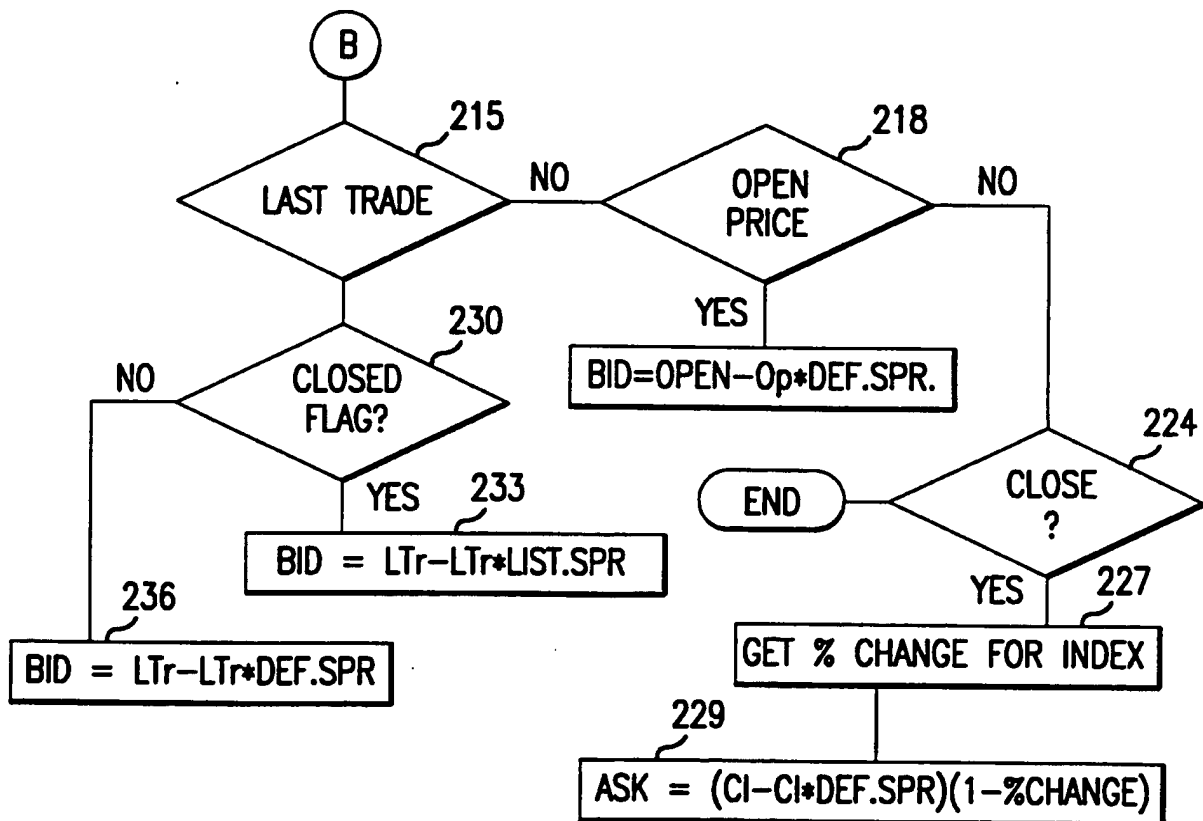 B
215
LAST TRADE
NO
218
OPEN
PRICE
NO
YES
BID=OPEN-Op*DEF.SPR.
230
CLOSED
FLAG?
NO
YES
233
BID = LTr-LTr*LIST.SPR
236
BID = LTr-LTr*DEF.SPR
224
CLOSE
?
END
YES
227
GET % CHANGE FOR INDEX
229
ASK = (Cl-Cl*DEF.SPR)(1-%CHANGE)